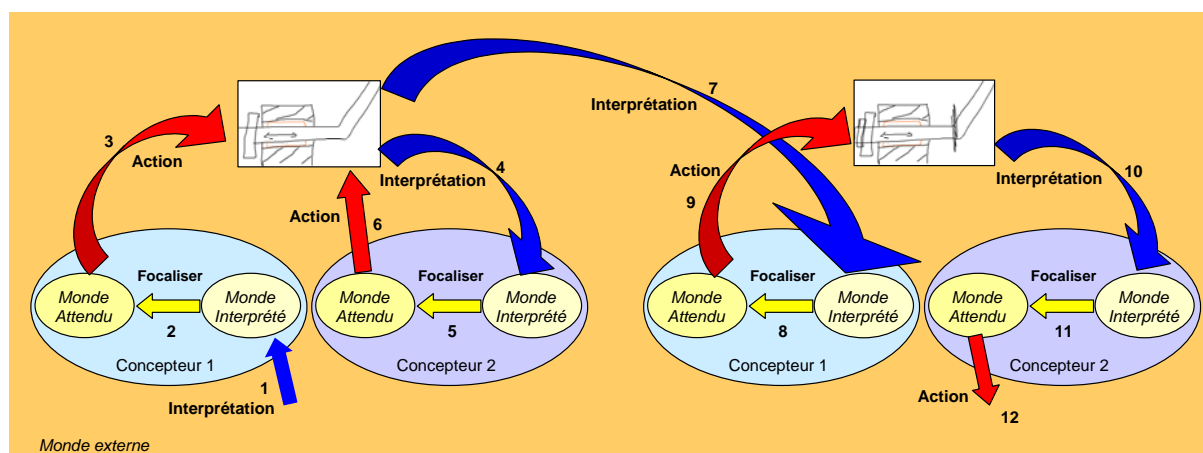 7
Interprétation
3
Action
4
Interprétation
Action
6
Action
9
10
Interprétation
Focaliser
Monde
Attendu
Monde
Interprété
2
Concepteur 1
Focaliser
Monde
Attendu
Monde
Interprété
5
Concepteur 2
Focaliser
Monde
Attendu
Monde
Interprété
8
Concepteur 1
Focaliser
Monde
Attendu
Monde
Interprété
11
Concepteur 2
1
Interprétation
Action
12
Monde externe